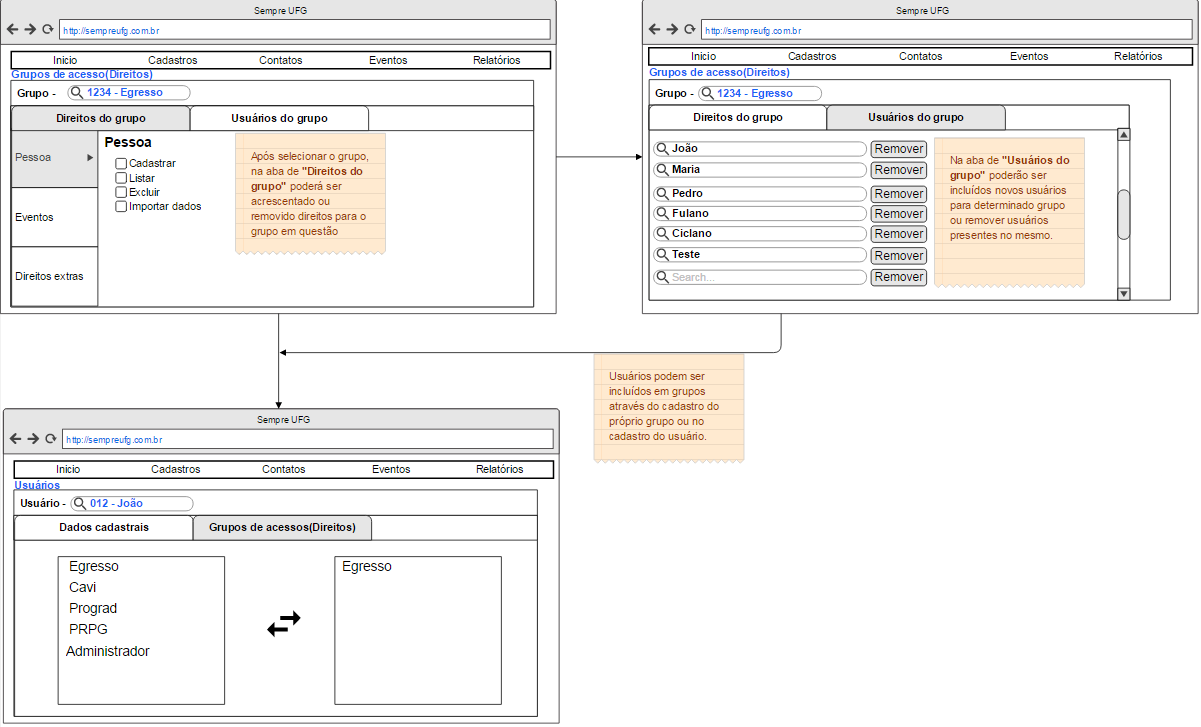 Sempre UFG
http://sempreufg.com.br
Inicio Cadastros Contatos Eventos Relatórios
Grupos de acesso(Direitos)
Grupo - 1234 - Egresso
Direitos do grupo Usuários do grupo
Pessoa
Eventos
Direitos extras
Pessoa
Cadastrar
Listar
Excluir
Importar dados
Após selecionar o grupo,
na aba de "Direitos do
grupo" poderá ser
acrescentado ou
removido direitos para o
grupo em questão
Sempre UFG
http://sempreufg.com.br
Inicio Cadastros Contatos Eventos Relatórios
Grupos de acesso(Direitos)
Grupo - 1234 - Egresso
Direitos do grupo Usuários do grupo
João Remover
Maria Remover
Pedro Remover
Fulano Remover
Ciclano Remover
Teste Remover
Search... Remover
Na aba de "Usuários do
grupo" poderão ser
incluídos novos usuários
para determinado grupo
ou remover usuários
presentes no mesmo.
Usuários podem ser
incluídos em grupos
através do cadastro do
próprio grupo ou no
cadastro do usuário.
Sempre UFG
http://sempreufg.com.br
Inicio Cadastros Contatos Eventos Relatórios
Usuários
Usuário - 012 - João
Dados cadastrais Grupos de acessos(Direitos)
Egresso
Cavi
Prograd
PRPG
Administrador
Egresso